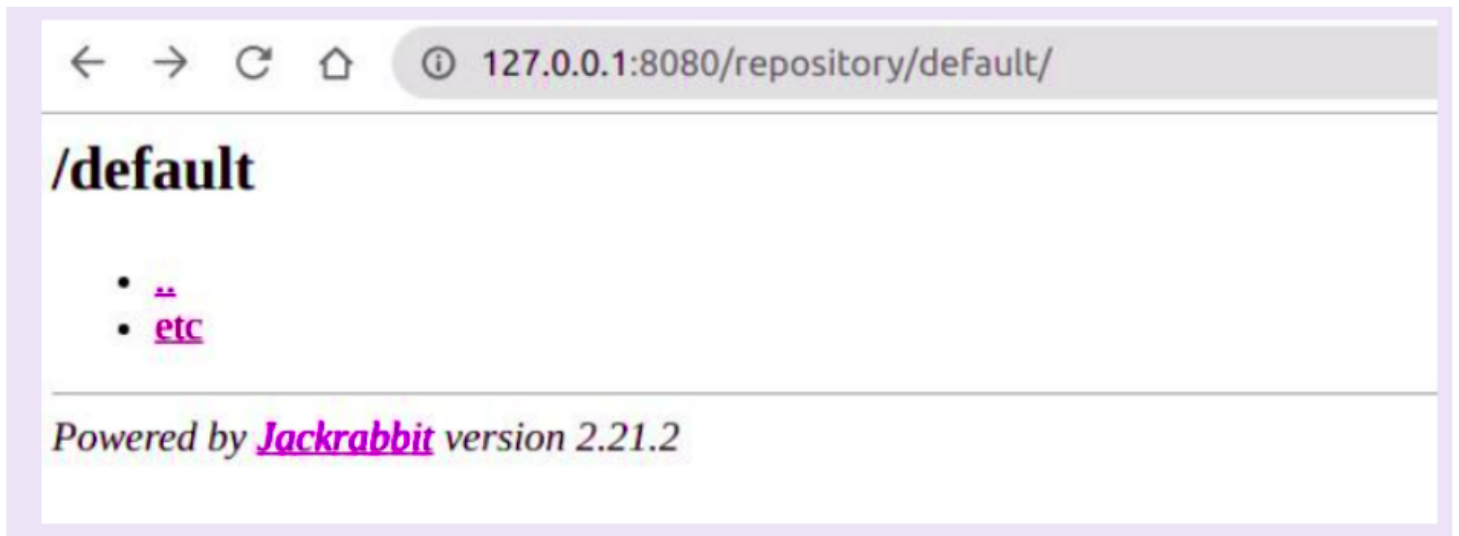 127.0.0.1:8080/repository/default/
/default
..
etc
Powered by Jackrabbit version 2.21.2